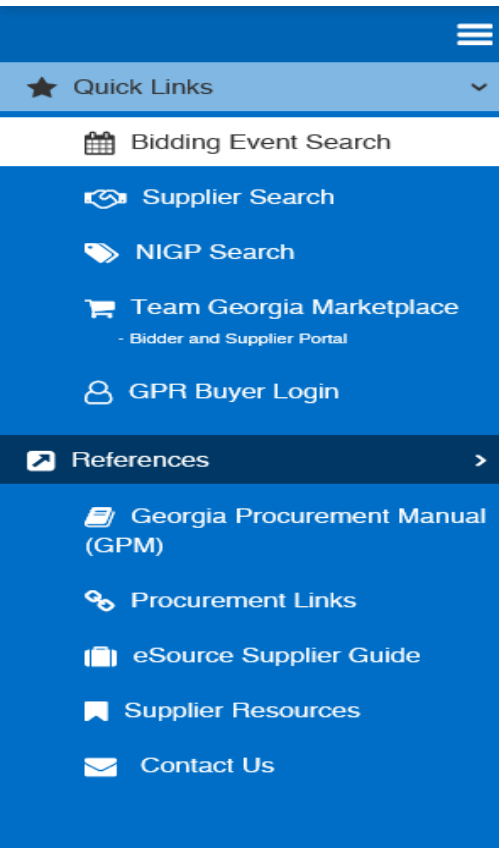 Quick Links
Bidding Event Search
Supplier Search
NIGP Search
Team Georgia Marketplace
- Bidder and Supplier Portal
GPR Buyer Login
References
Georgia Procurement Manual
(GPM)
Procurement Links
eSource Supplier Guide
Supplier Resources
Contact Us